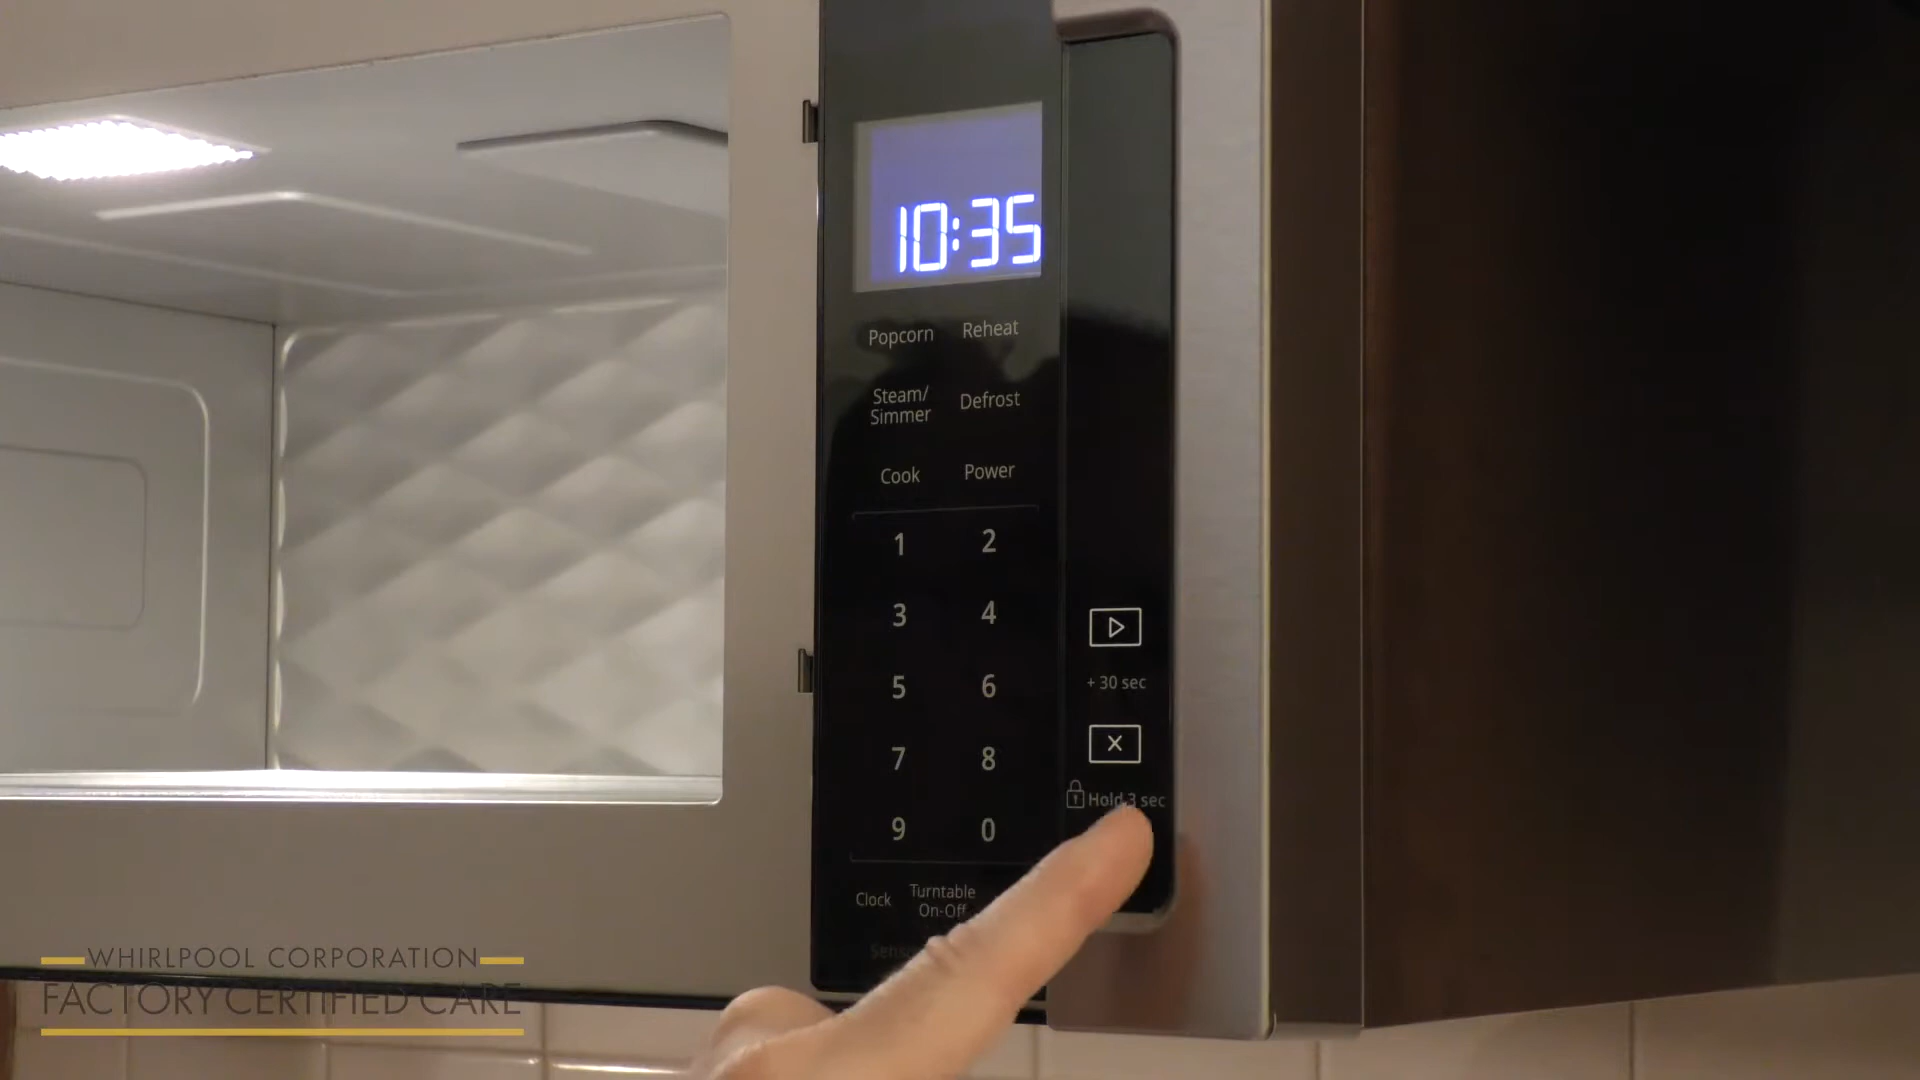 10:35
Popcorn Reheat
Steam/
Simmer
Defrost
Cook Power
1 2
3 4
5 6
7 8
9 0
+ 30 sec
Hold 3 sec
Clock
Turntable
On-Off
WHIRLPOOL CORPORATION
FACTORY CERTIFIED CARE